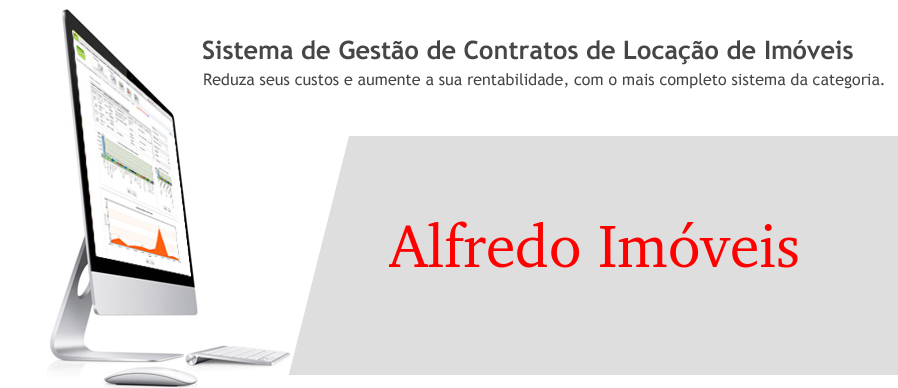 Sistema de Gestão de Contratos de Locação de Imóveis
Reduza seus custos e aumente a sua rentabilidade, com o mais completo sistema da categoria.
Alfredo Imóveis